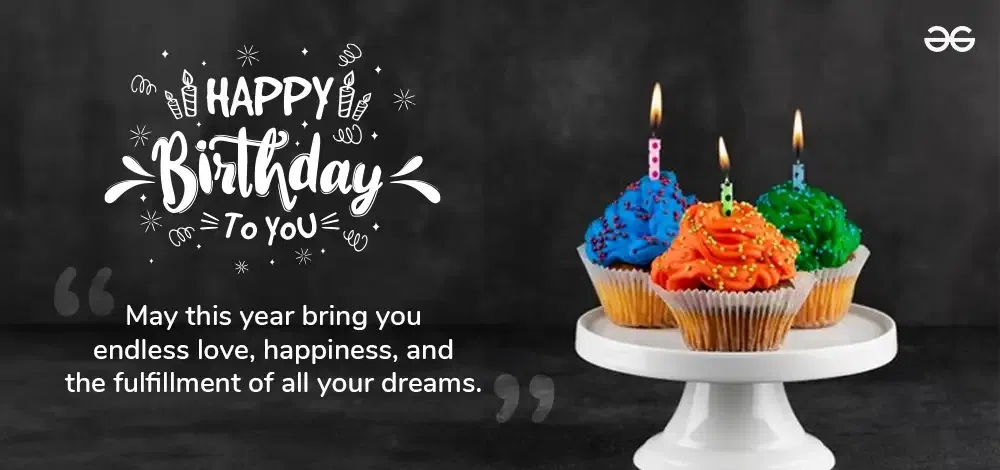 HAPPY
Birthday
TO YOU
May this year bring you
endless love, happiness, and
the fulfillment of all your dreams.